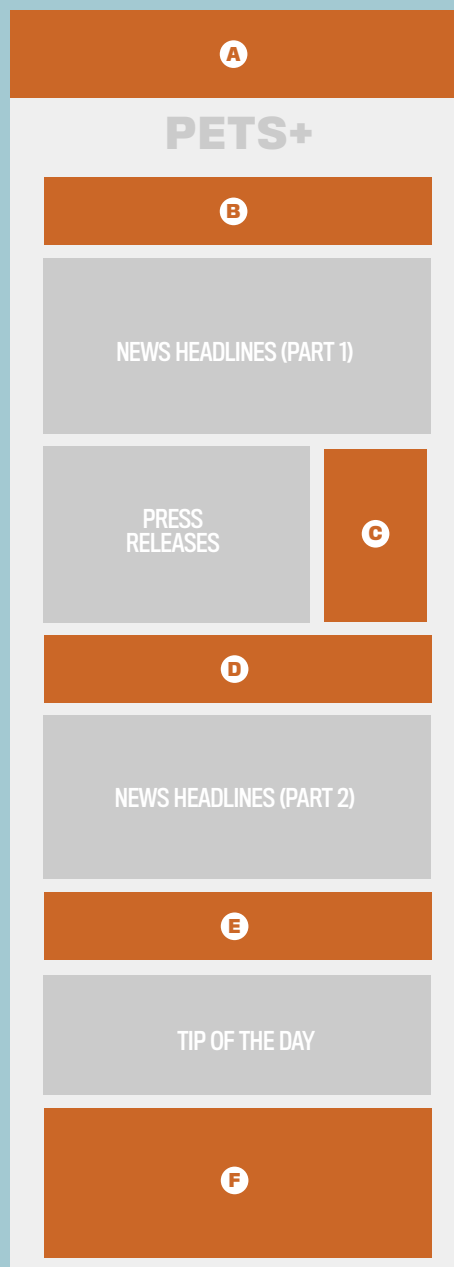 A
PETS+
B
NEWS HEADLINES (PART 1)
PRESS
RELEASES
C
D
NEWS HEADLINES (PART 2)
E
TIP OF THE DAY
F